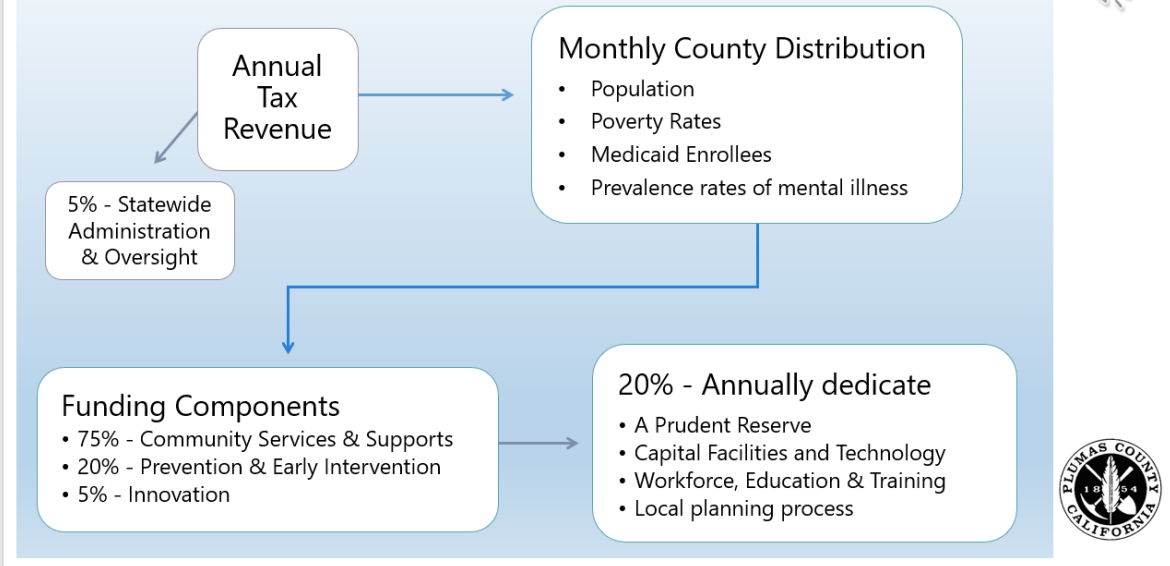 Annual
Tax
Revenue
Monthly County Distribution
• Population
• Poverty Rates
• Medicaid Enrollees
• Prevalence rates of mental illness
5% - Statewide
Administration
& Oversight
Funding Components
• 75% - Community Services & Supports
• 20% - Prevention & Early Intervention
• 5% - Innovation
20% - Annually dedicate
• A Prudent Reserve
• Capital Facilities and Technology
• Workforce, Education & Training
• Local planning process
PLUMAS COUNTY
1854
CALIFORNIA